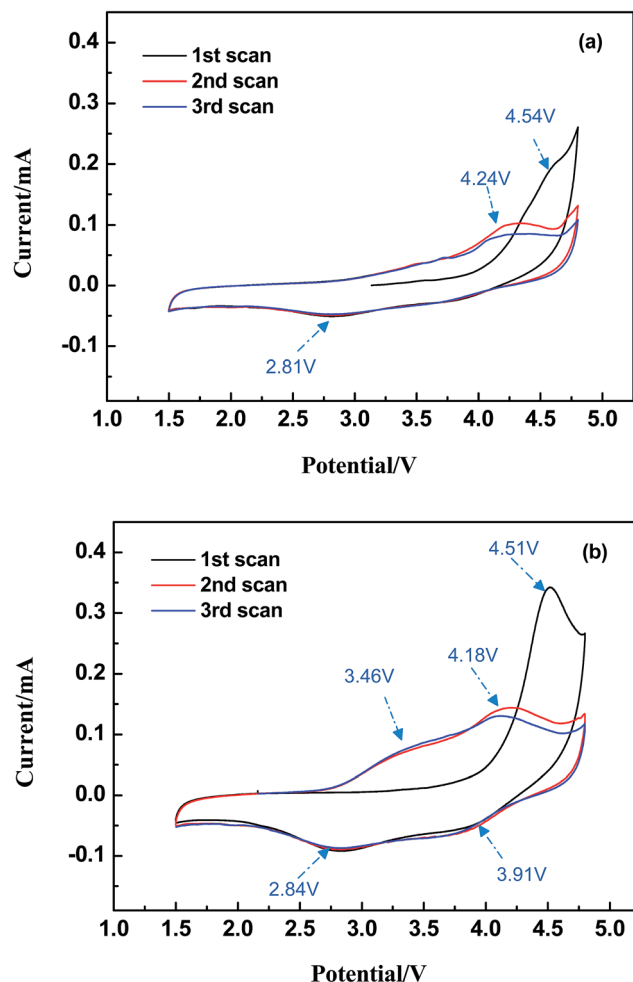 (a)
1st scan
2nd scan
3rd scan
4.54V
4.24V
2.81V
0.4
0.3
0.2
0.1
0.0
-0.1
Current/mA
1.0 1.5 2.0 2.5 3.0 3.5 4.0 4.5 5.0
Potential/V
(b)
1st scan
2nd scan
3rd scan
4.51V
4.18V
3.46V
2.84V
3.91V
0.4
0.3
0.2
0.1
0.0
-0.1
Current/mA
1.0 1.5 2.0 2.5 3.0 3.5 4.0 4.5 5.0
Potential/V